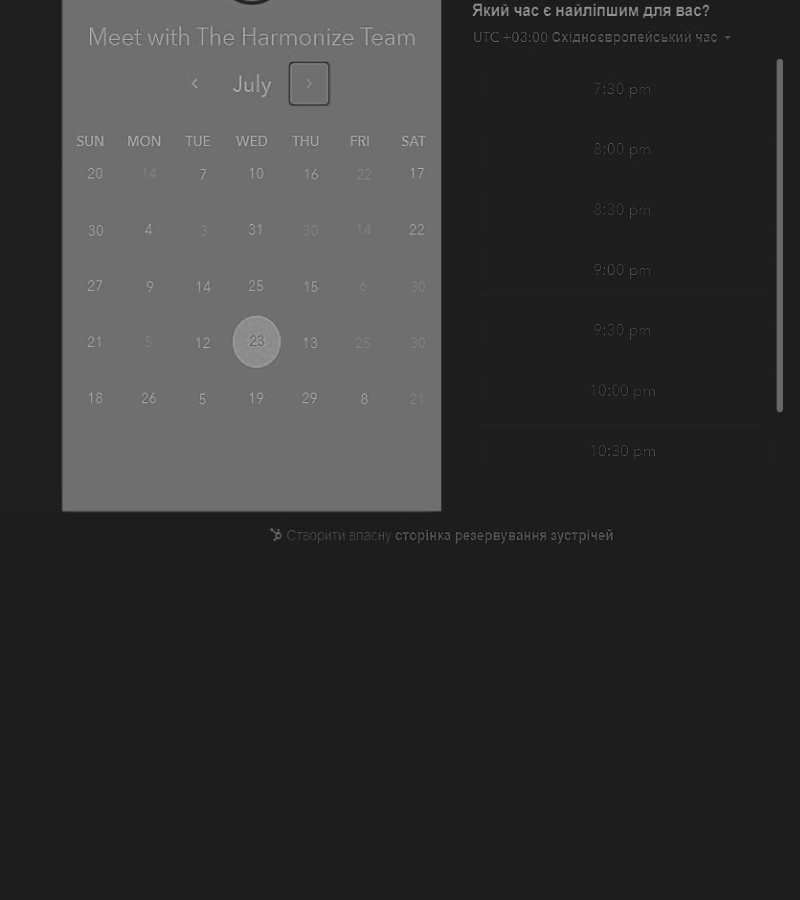 Meet with The Harmonize Team
July
SUN MON TUE WED THU FRI SAT
20 14 7 10 16 22 17
30 4 3 31 30 14 22
27 9 14 25 15 6 30
21 5 12 23 13 25 30
18 26 5 19 29 8 21
Який час є найліпшим для вас?
UTC +03:00 Східноєвропейський час
7:30 pm
8:00 pm
8:30 pm
9:00 pm
9:30 pm
10:00 pm
10:30 pm
Створити власну сторінка резервування зустрічей